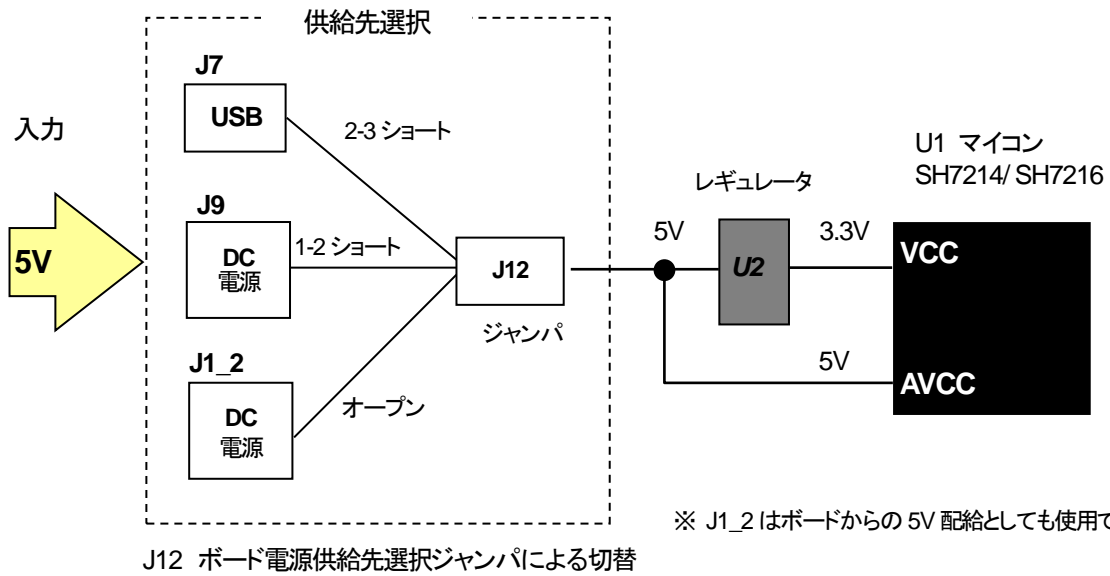 供給先選択
J7
USB
入力
2-3 ショート
U1 マイコン
SH7214/ SH7216
レギュレータ
J9
DC
電源
1-2 ショート
5V
J12
5V
U2
3.3V
VCC
ジャンパ
J1_2
DC
電源
オープン
5V
AVCC
※ J1_2 はボードからの 5V 配給としても使用で
J12 ボード電源供給先選択ジャンパによる切替